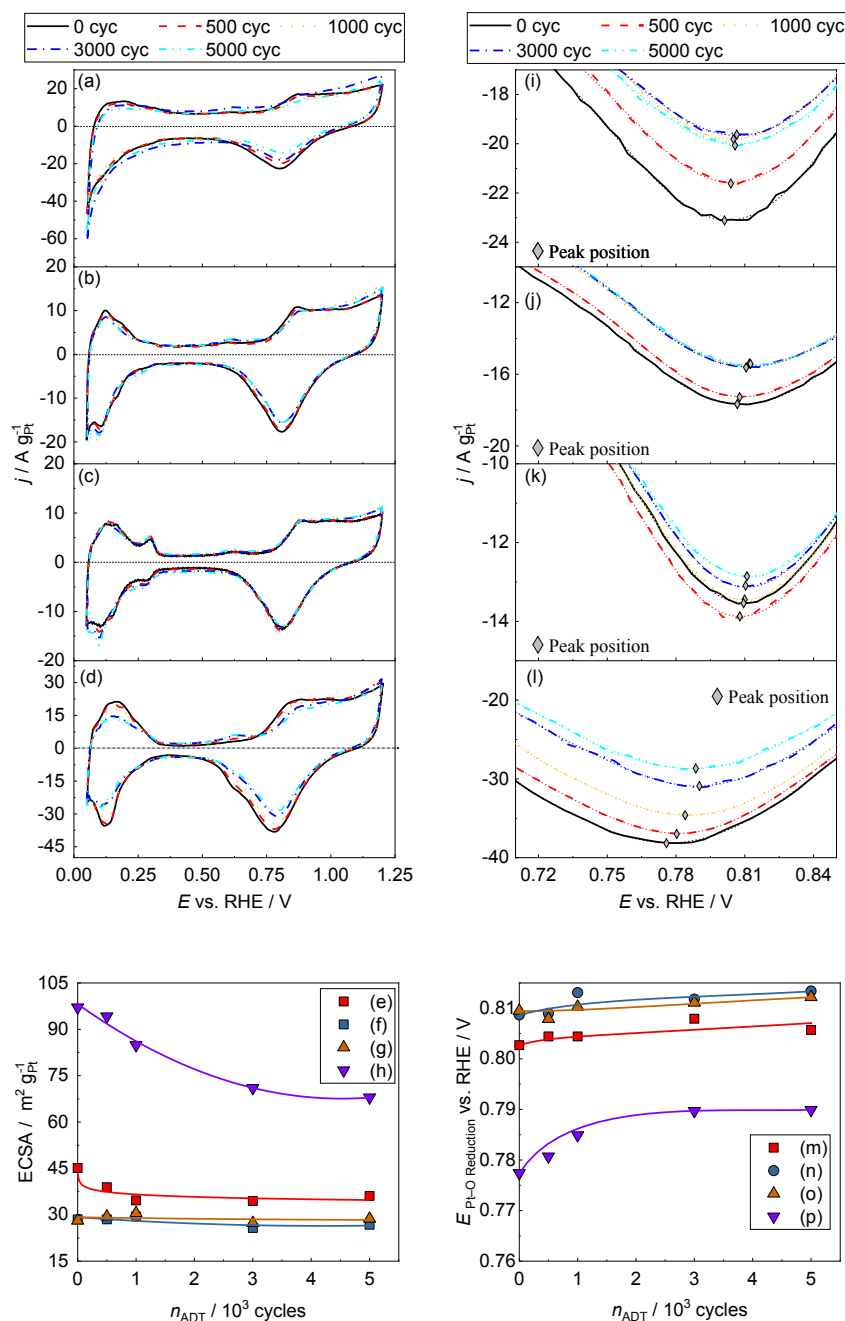 0 cyc 500 cyc 1000 cyc
3000 cyc 5000 cyc
(a)
20
0
-20
-40
-60
20
(b)
10
0
-10
-20
20
(c)
10
0
-10
-20
(d)
30
15
0
-15
-30
-45
j / A g⁻¹Pt
0.00 0.25 0.50 0.75 1.00 1.25
E vs. RHE / V
0 cyc 500 cyc 1000 cyc
3000 cyc 5000 cyc
(i)
-18
-20
-22
-24
Peak position
(j)
-16
-18
-20
Peak position
-10
(k)
-12
-14
Peak position
(l)
Peak position
-20
-30
-40
j / A g⁻¹Pt
0.72 0.75 0.78 0.81 0.84
E vs. RHE / V
105
90
75
60
45
30
15
ECSA / m² g⁻¹Pt
(e)
(f)
(g)
(h)
0 1 2 3 4 5
nADT / 10³ cycles
0.81
0.80
0.79
0.78
0.77
0.76
E Pt–O Reduction vs. RHE / V
(m)
(n)
(o)
(p)
0 1 2 3 4 5
nADT / 10³ cycles